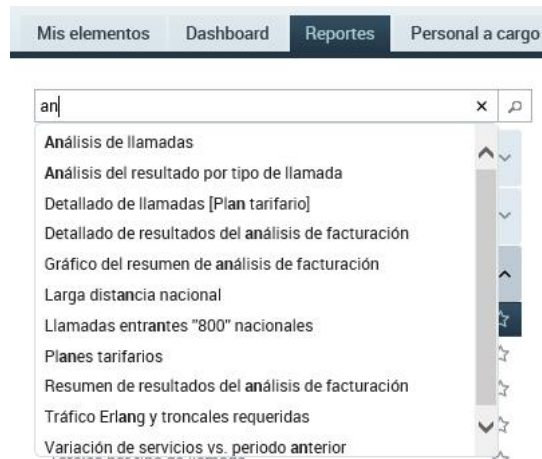 Mis elementos Dashboard Reportes Personal a cargo
an
Análisis de llamadas
Análisis del resultado por tipo de llamada
Detallado de llamadas [Plan tarifario]
Detallado de resultados del análisis de facturación
Gráfico del resumen de análisis de facturación
Larga distancia nacional
Llamadas entrantes "800" nacionales
Planes tarifarios
Resumen de resultados del análisis de facturación
Tráfico Erlang y troncales requeridas
Variación de servicios vs. periodo anterior